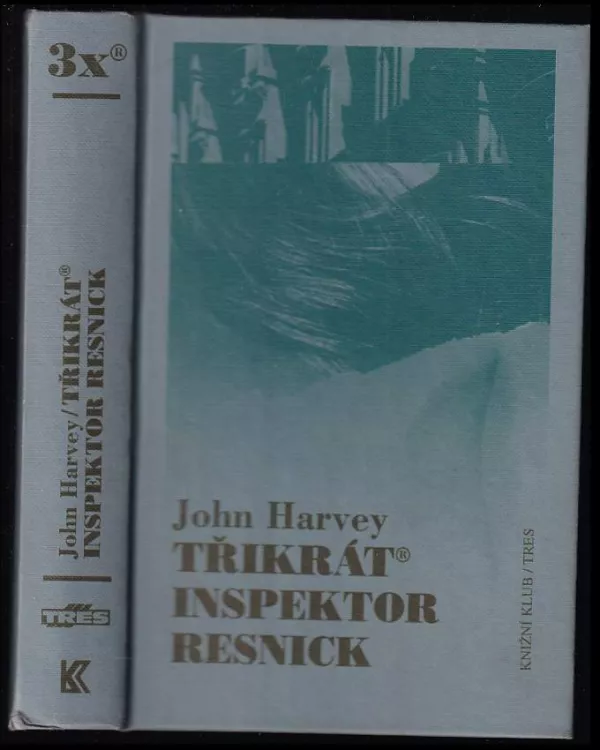 3x®
John Harvey/TŘIKRÁT®
INSPEKTOR RESNICK
TRES
K
John Harvey
TŘIKRÁT®
INSPEKTOR
RESNICK
KNIŽNÍ KLUB / TRES